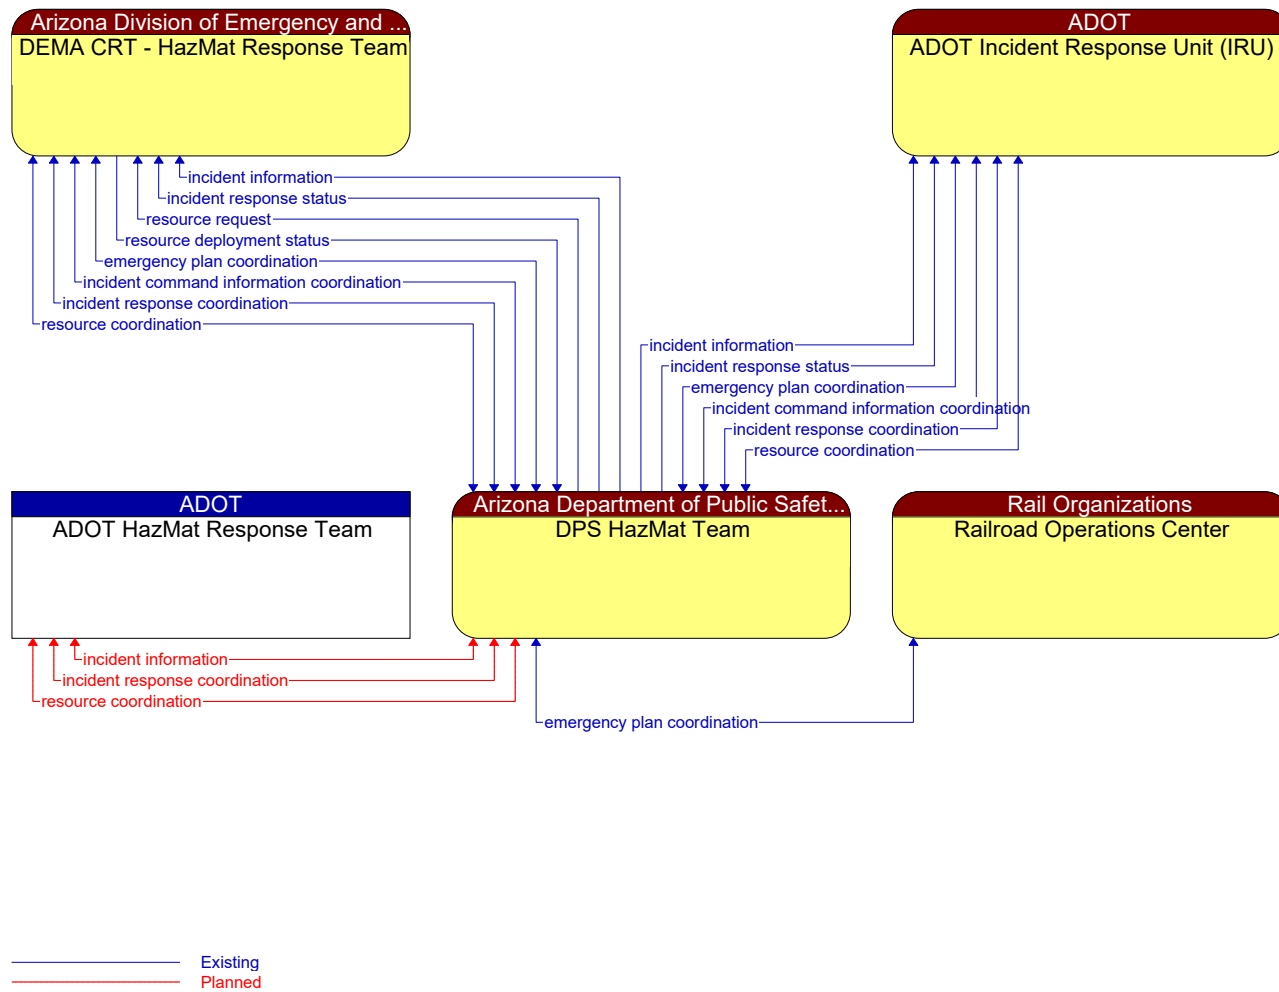 Arizona Division of Emergency and ...
DEMA CRT - HazMat Response Team
ADOT
ADOT Incident Response Unit (IRU)
incident information
incident response status
resource request
resource deployment status
emergency plan coordination
incident command information coordination
incident response coordination
resource coordination
incident information
incident response status
emergency plan coordination
incident command information coordination
incident response coordination
resource coordination
ADOT
ADOT HazMat Response Team
Arizona Department of Public Safet...
DPS HazMat Team
Rail Organizations
Railroad Operations Center
incident information
incident response coordination
resource coordination
emergency plan coordination
Existing
Planned